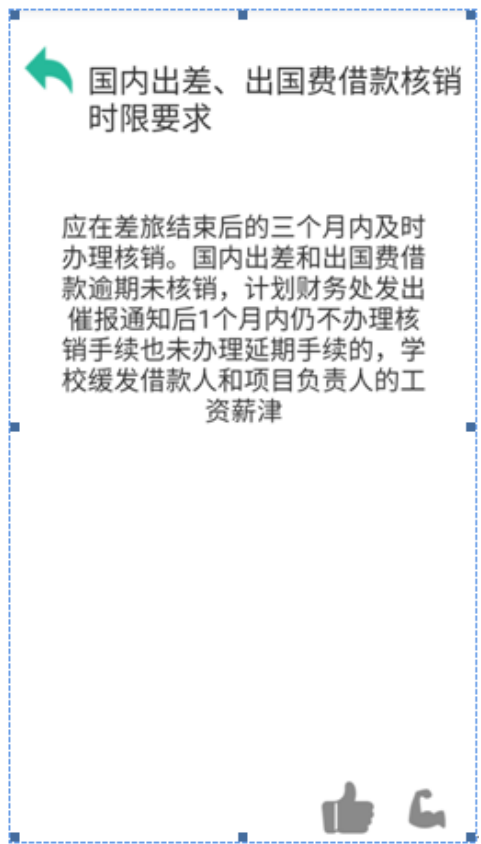 国内出差、出国费借款核销
时限要求
应在差旅结束后的三个月内及时
办理核销。国内出差和出国费借
款逾期未核销，计划财务处发出
催报通知后1个月内仍不办理核
销手续也未办理延期手续的，学
校缓发借款人和项目负责人的工
资薪津